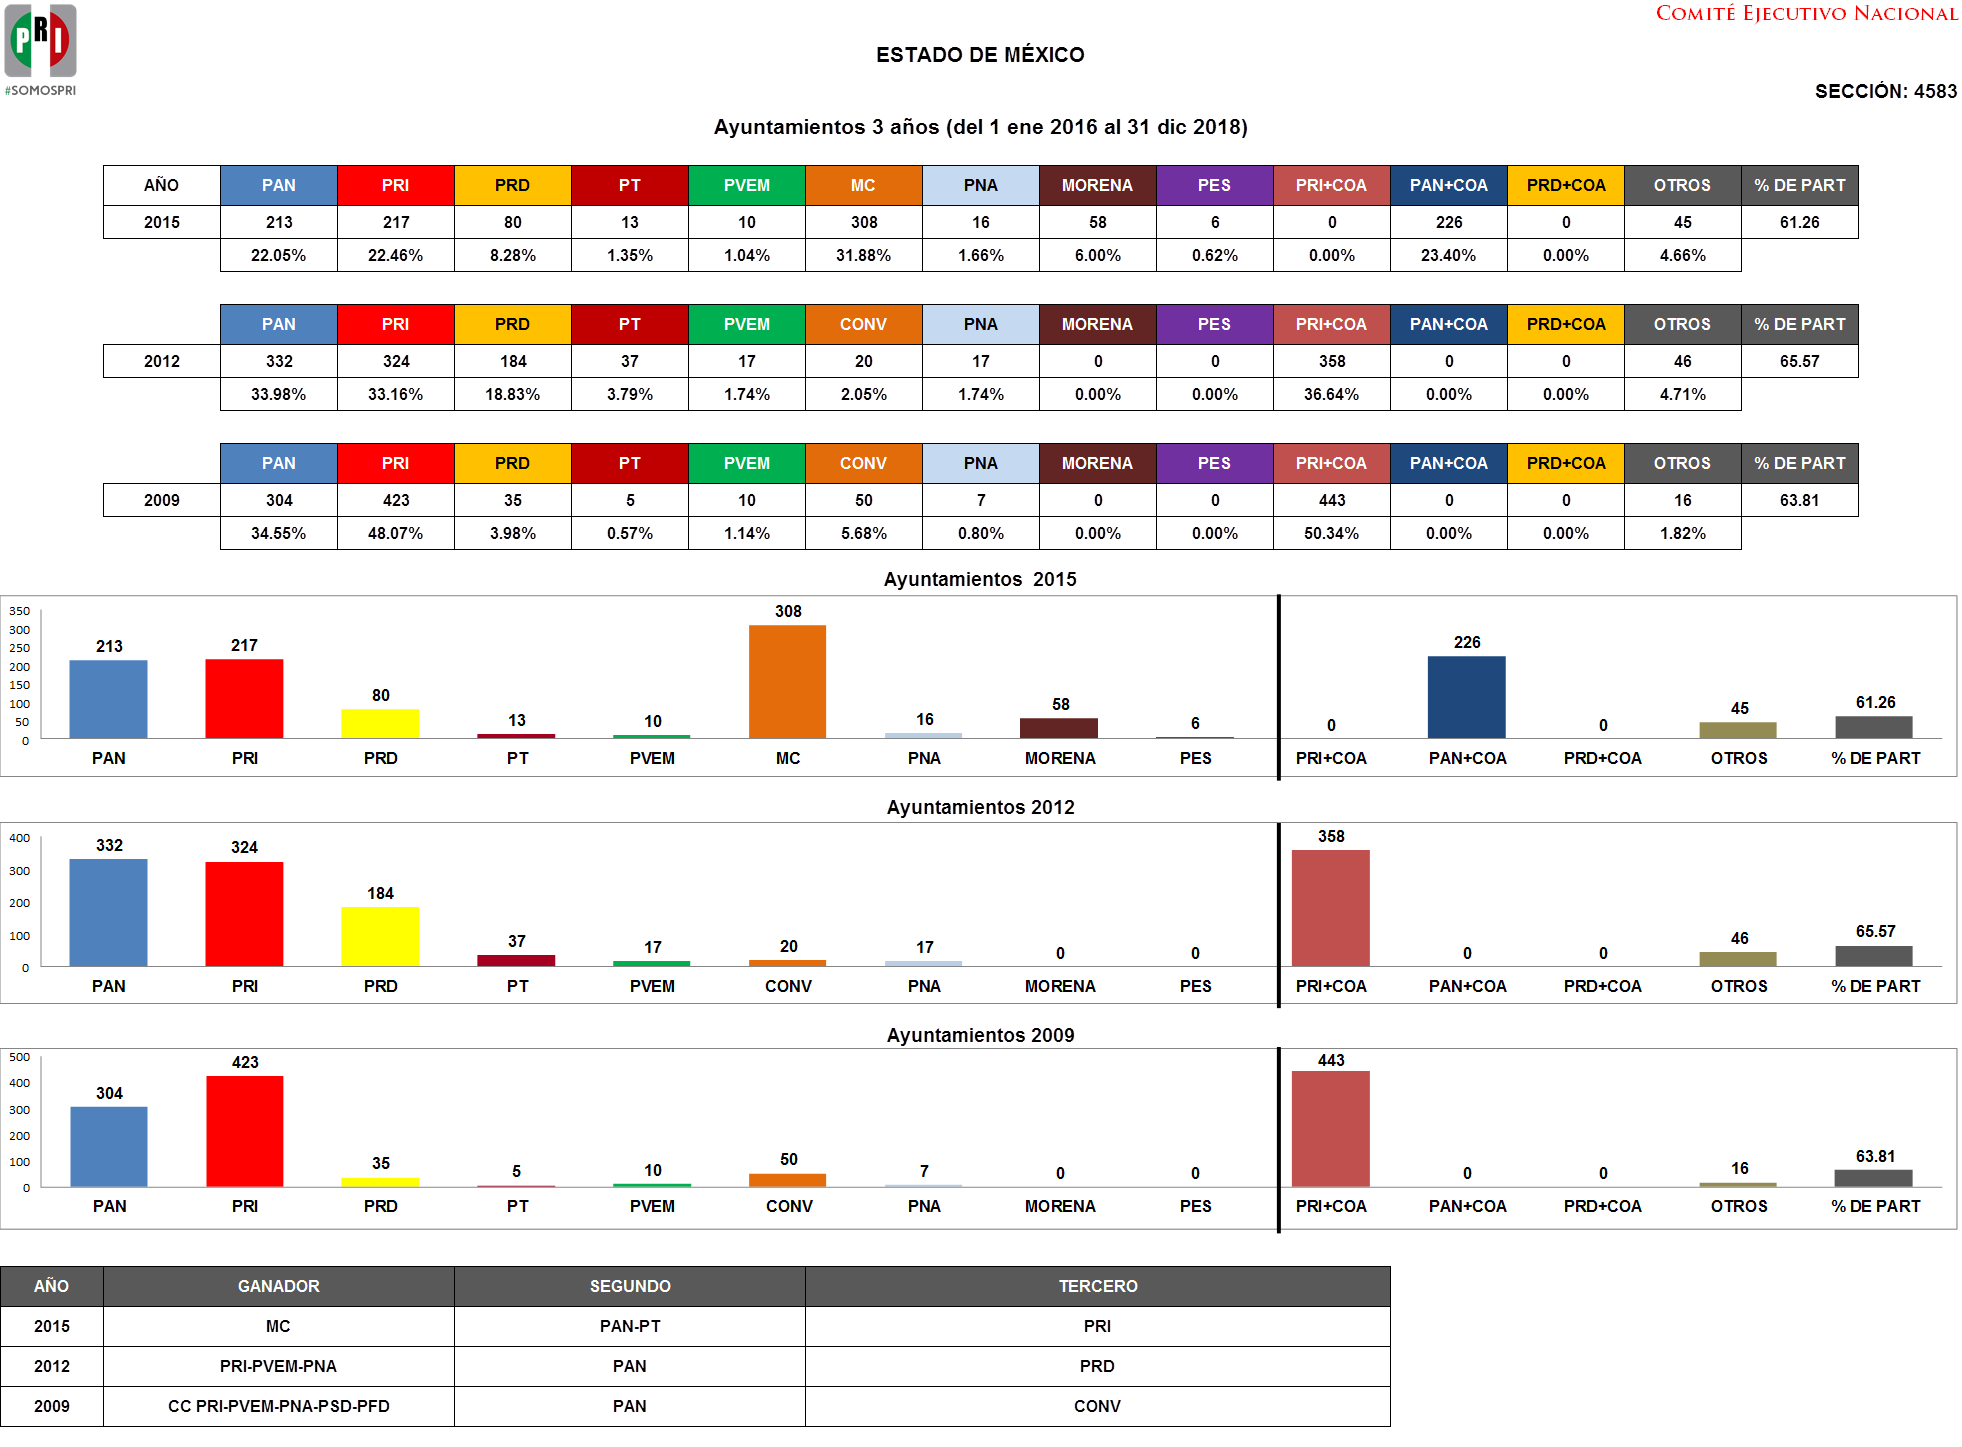 PRI
#SOMOSPRI
COMITÉ EJECUTIVO NACIONAL
ESTADO DE MÉXICO
SECCIÓN: 4583
Ayuntamientos 3 años (del 1 ene 2016 al 31 dic 2018)
AÑO PAN PRI PRD PT PVEM MC PNA MORENA PES PRI+COA PAN+COA PRD+COA OTROS % DE PART
2015 213 217 80 13 10 308 16 58 6 0 226 0 45 61.26
22.05% 22.46% 8.28% 1.35% 1.04% 31.88% 1.66% 6.00% 0.62% 0.00% 23.40% 0.00% 4.66%
PAN PRI PRD PT PVEM CONV PNA MORENA PES PRI+COA PAN+COA PRD+COA OTROS % DE PART
2012 332 324 184 37 17 20 17 0 0 358 0 0 46 65.57
33.98% 33.16% 18.83% 3.79% 1.74% 2.05% 1.74% 0.00% 0.00% 36.64% 0.00% 0.00% 4.71%
PAN PRI PRD PT PVEM CONV PNA MORENA PES PRI+COA PAN+COA PRD+COA OTROS % DE PART
2009 304 423 35 5 10 50 7 0 0 443 0 0 16 63.81
34.55% 48.07% 3.98% 0.57% 1.14% 5.68% 0.80% 0.00% 0.00% 50.34% 0.00% 0.00% 1.82%
Ayuntamientos 2015
350
300
250
200
150
100
50
0
213 217 80 13 10 308 16 58 6 0 226 0 45 61.26
PAN PRI PRD PT PVEM MC PNA MORENA PES PRI+COA PAN+COA PRD+COA OTROS % DE PART
Ayuntamientos 2012
400
300
200
100
0
332 324 184 37 17 20 17 0 0 358 0 0 46 65.57
PAN PRI PRD PT PVEM CONV PNA MORENA PES PRI+COA PAN+COA PRD+COA OTROS % DE PART
Ayuntamientos 2009
500
400
300
200
100
0
304 423 35 5 10 50 7 0 0 443 0 0 16 63.81
PAN PRI PRD PT PVEM CONV PNA MORENA PES PRI+COA PAN+COA PRD+COA OTROS % DE PART
AÑO GANADOR SEGUNDO TERCERO
2015 MC PAN-PT PRI
2012 PRI-PVEM-PNA PAN PRD
2009 CC PRI-PVEM-PNA-PSD-PFD PAN CONV